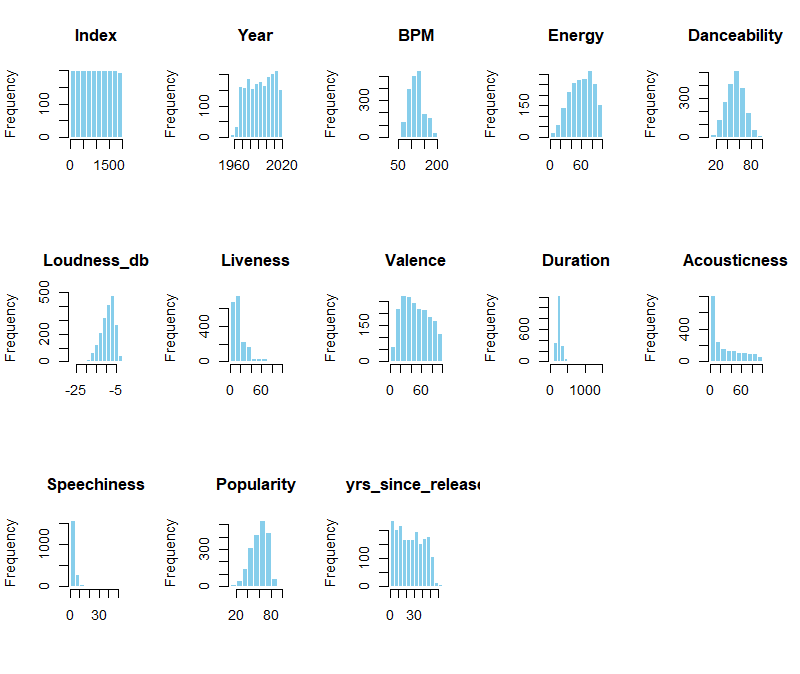 Index Year BPM Energy Danceability
Frequency Frequency Frequency Frequency Frequency
0 100 0 100 0 300 0 150 0 300
0 1500 1960 2020 50 200 0 60 20 80
Loudness_db Liveness Valence Duration Acousticness
Frequency Frequency Frequency Frequency Frequency
0 200 500 0 400 0 150 0 600 0 400
-25 -5 0 60 0 60 0 1000 0 60
Speechiness Popularity yrs_since_release
Frequency Frequency Frequency
0 1000 0 300 0 100
0 30 20 80 0 30